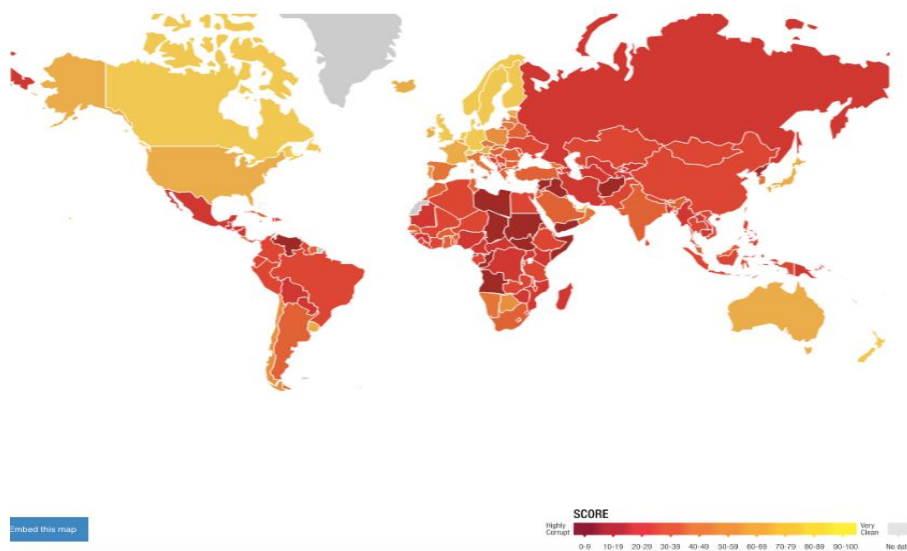 Embed this map
SCORE
Highly
Corrupt
Very
Clean
0-9 10-19 20-29 30-39 40-49 50-59 60-69 70-79 80-89 90-100 No dat